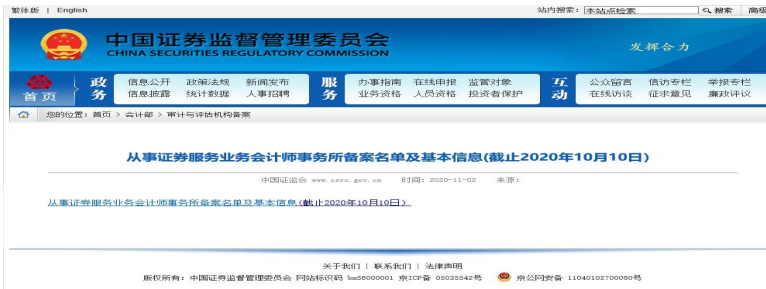 繁体版 | English
站内搜索: 本站点检索 搜索 高级
中国证券监督管理委员会
CHINA SECURITIES REGULATORY COMMISSION
发挥合力
首页
政务
信息公开 政策法规 新闻发布
信息披露 统计数据 人事招聘
服务
办事指南 在线申报 监管对象
业务资格 人员资格 投资者保护
互动
公众留言 信访专栏 举报专栏
在线访谈 征求意见 廉政评议
您的位置: 首页 > 会计部 > 审计与评估机构备案
从事证券服务业务会计师事务所备案名单及基本信息(截止2020年10月10日)
中国证监会 www.csrc.gov.cn 时间: 2020-11-02 来源:
从事证券服务业务会计师事务所备案名单及基本信息(截止2020年10月10日)
关于我们 | 联系我们 | 法律声明
版权所有: 中国证券监督管理委员会 网站标识码 bm56000001 京ICP备 05035542号 京公网安备 11040102700080号